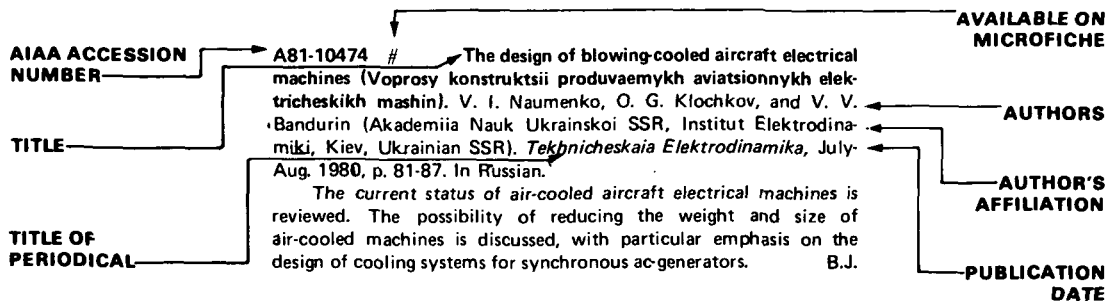 AVAILABLE ON
MICROFICHE
AIAA ACCESSION
NUMBER
A81-10474 # The design of blowing-cooled aircraft electrical
machines (Voprosy konstruktsii produvaemykh aviatsionnykh elek-
tricheskikh mashin). V. I. Naumenko, O. G. Klochkov, and V. V.
Bandurin (Akademiia Nauk Ukrainskoi SSR, Institut Elektrodina-
miki, Kiev, Ukrainian SSR). Tekhnicheskaia Elektrodinamika, July-
Aug. 1980, p. 81-87. In Russian.
The current status of air-cooled aircraft electrical machines is
reviewed. The possibility of reducing the weight and size of
air-cooled machines is discussed, with particular emphasis on the
design of cooling systems for synchronous ac-generators. B.J.
TITLE
TITLE OF
PERIODICAL
AUTHORS
AUTHOR'S
AFFILIATION
PUBLICATION
DATE